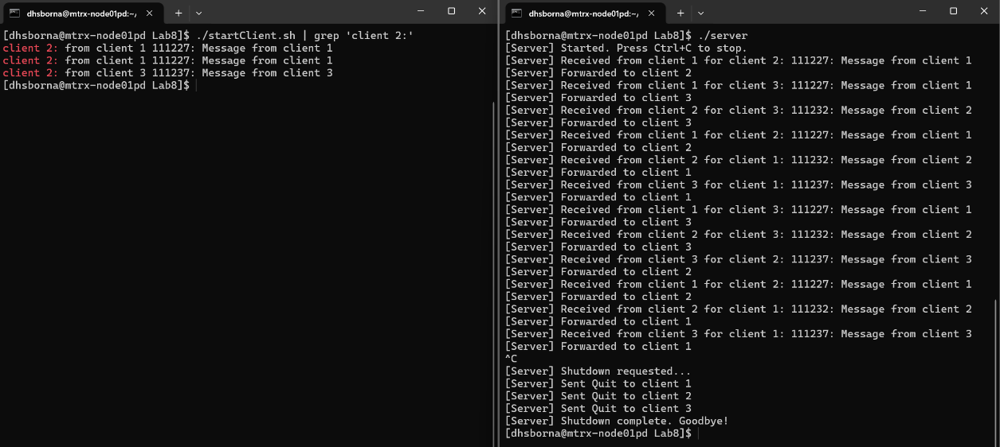 dhsborna@mtrx-node01pd:~/
[dhsborna@mtrx-node01pd Lab8]$ ./startClient.sh | grep 'client 2:'
client 2: from client 1 111227: Message from client 1
client 2: from client 1 111227: Message from client 1
client 2: from client 3 111237: Message from client 3
[dhsborna@mtrx-node01pd Lab8]$
dhsborna@mtrx-node01pd:~/
[dhsborna@mtrx-node01pd Lab8]$ ./server
[Server] Started. Press Ctrl+C to stop.
[Server] Received from client 1 for client 2: 111227: Message from client 1
[Server] Forwarded to client 2
[Server] Received from client 1 for client 3: 111227: Message from client 1
[Server] Forwarded to client 3
[Server] Received from client 2 for client 3: 111232: Message from client 2
[Server] Forwarded to client 3
[Server] Received from client 1 for client 2: 111227: Message from client 1
[Server] Forwarded to client 2
[Server] Received from client 2 for client 1: 111232: Message from client 2
[Server] Forwarded to client 1
[Server] Received from client 3 for client 1: 111237: Message from client 3
[Server] Forwarded to client 1
[Server] Received from client 1 for client 3: 111227: Message from client 1
[Server] Forwarded to client 3
[Server] Received from client 2 for client 3: 111232: Message from client 2
[Server] Forwarded to client 3
[Server] Received from client 3 for client 2: 111237: Message from client 3
[Server] Forwarded to client 2
[Server] Received from client 1 for client 2: 111227: Message from client 1
[Server] Forwarded to client 2
[Server] Received from client 2 for client 1: 111232: Message from client 2
[Server] Forwarded to client 1
[Server] Received from client 3 for client 1: 111237: Message from client 3
[Server] Forwarded to client 1
^C
[Server] Shutdown requested...
[Server] Sent Quit to client 1
[Server] Sent Quit to client 2
[Server] Sent Quit to client 3
[Server] Shutdown complete. Goodbye!
[dhsborna@mtrx-node01pd Lab8]$